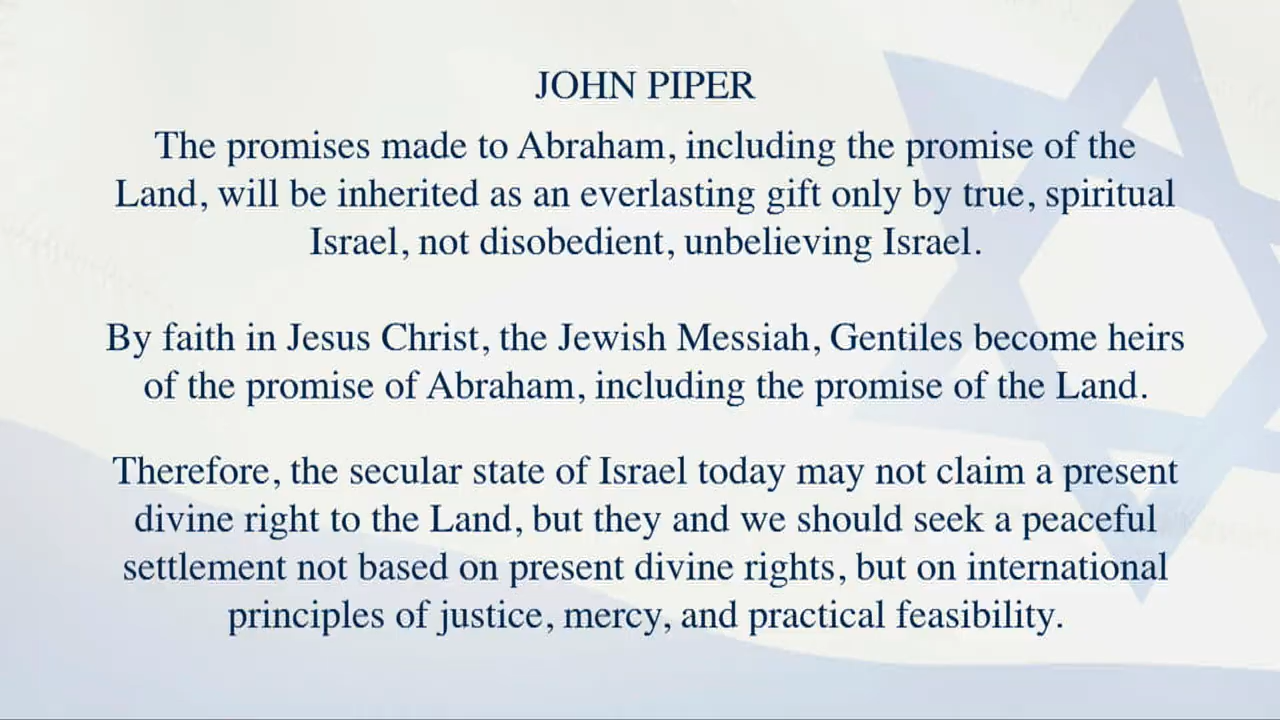 JOHN PIPER
The promises made to Abraham, including the promise of the
Land, will be inherited as an everlasting gift only by true, spiritual
Israel, not disobedient, unbelieving Israel.
By faith in Jesus Christ, the Jewish Messiah, Gentiles become heirs
of the promise of Abraham, including the promise of the Land.
Therefore, the secular state of Israel today may not claim a present
divine right to the Land, but they and we should seek a peaceful
settlement not based on present divine rights, but on international
principles of justice, mercy, and practical feasibility.